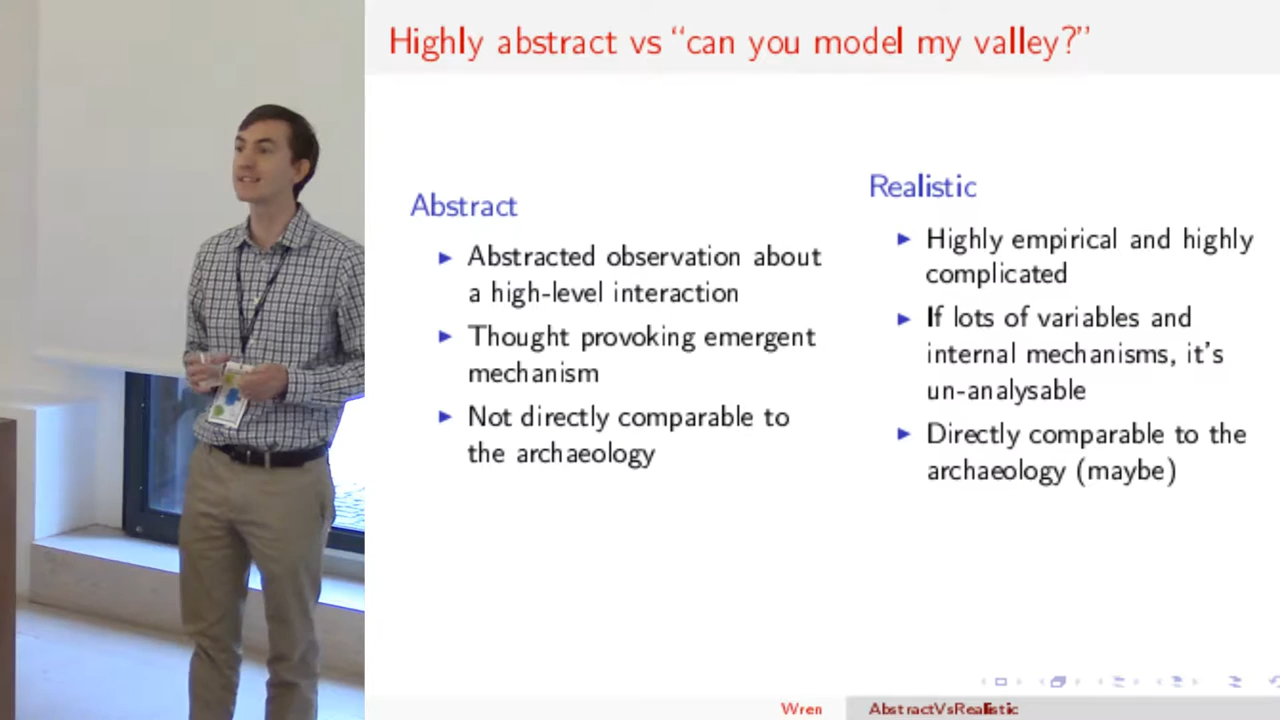 Highly abstract vs “can you model my valley?”
Abstract
Abstracted observation about
a high-level interaction
Thought provoking emergent
mechanism
Not directly comparable to
the archaeology
Realistic
Highly empirical and highly
complicated
If lots of variables and
internal mechanisms, it's
un-analysable
Directly comparable to the
archaeology (maybe)
Wren
AbstractVsRealistic